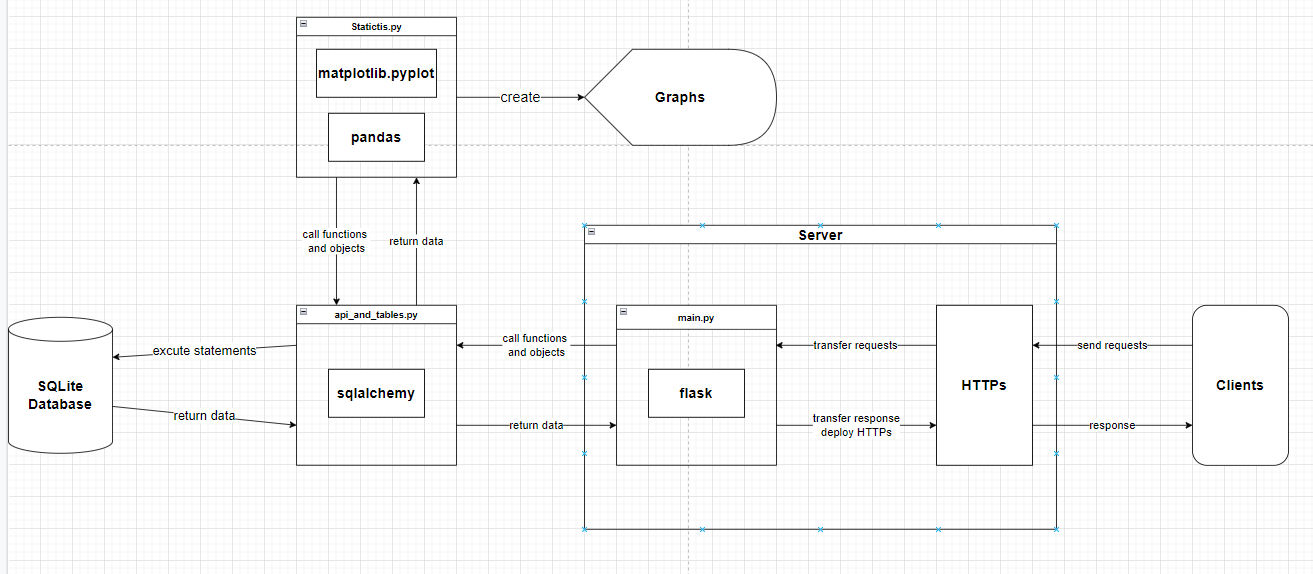 Statictis.py
matplotlib.pyplot
pandas
create
Graphs
call functions
and objects
return data
Server
api_and_tables.py
sqlalchemy
main.py
flask
HTTPs
Clients
SQLite
Database
excute statements
return data
call functions
and objects
return data
transfer requests
transfer response
deploy HTTPs
send requests
response